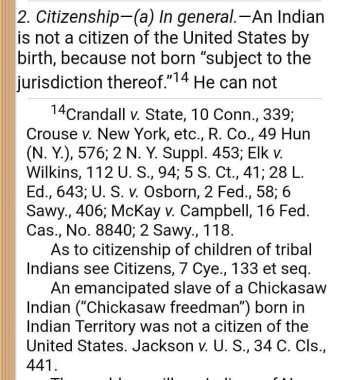 2. Citizenship—(a) In general.—An Indian
is not a citizen of the United States by
birth, because not born “subject to the
jurisdiction thereof.”14 He can not
14Crandall v. State, 10 Conn., 339;
Crouse v. New York, etc., R. Co., 49 Hun
(N. Y.), 576; 2 N. Y. Suppl. 453; Elk v.
Wilkins, 112 U. S., 94; 5 S. Ct., 41; 28 L.
Ed., 643; U. S. v. Osborn, 2 Fed., 58; 6
Sawy., 406; McKay v. Campbell, 16 Fed.
Cas., No. 8840; 2 Sawy., 118.
As to citizenship of children of tribal
Indians see Citizens, 7 Cye., 133 et seq.
An emancipated slave of a Chickasaw
Indian (“Chickasaw freedman”) born in
Indian Territory was not a citizen of the
United States. Jackson v. U. S., 34 C. Cls.,
441.